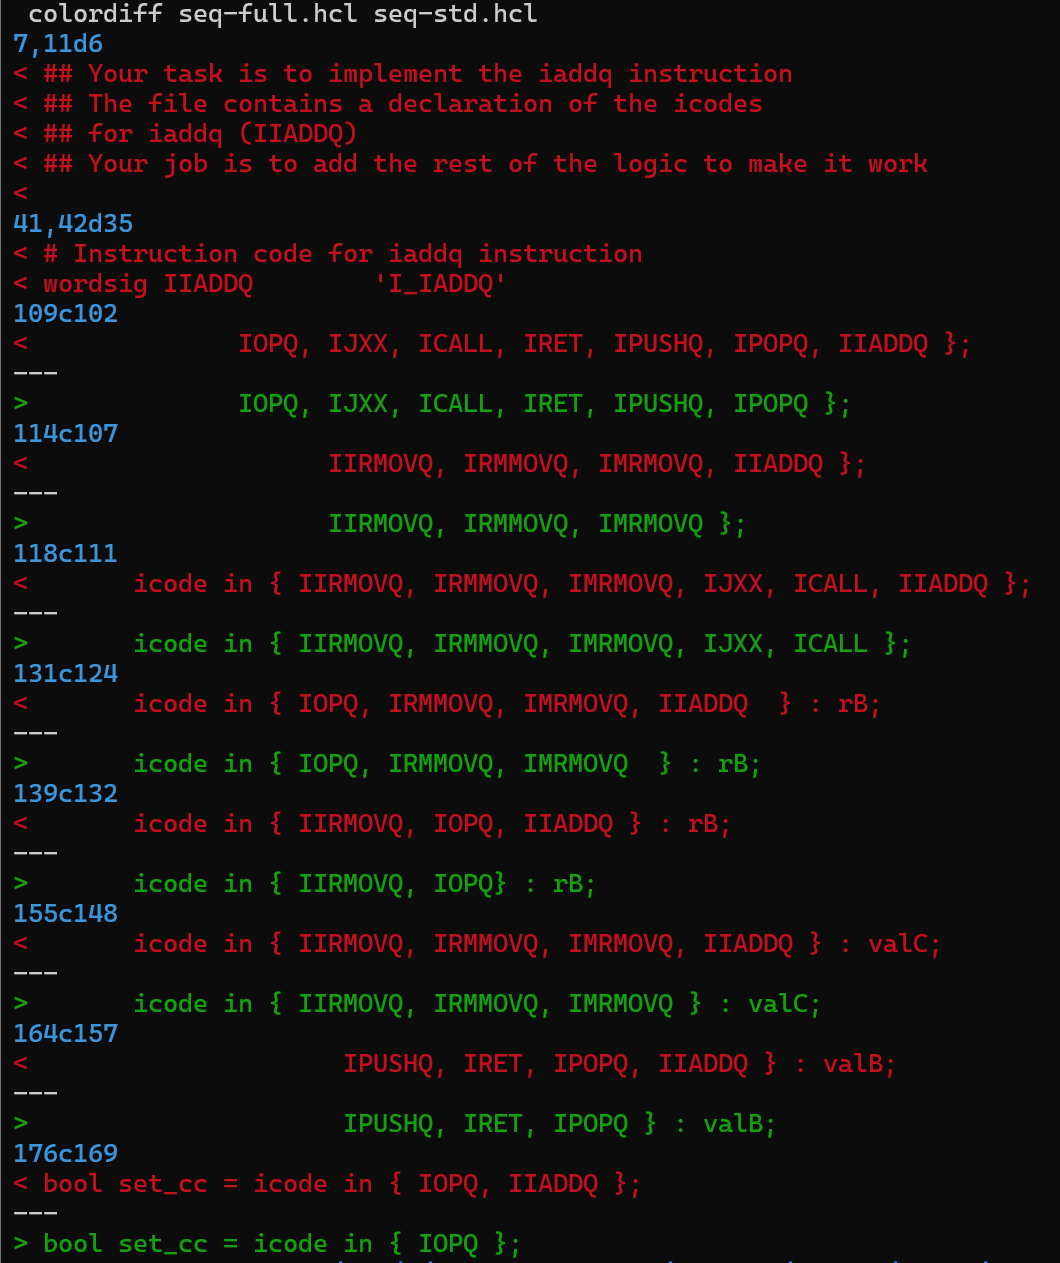 colordiff seq-full.hcl seq-std.hcl
7,11d6
< ## Your task is to implement the iaddq instruction
< ## The file contains a declaration of the icodes
< ## for iaddq (IIADDQ)
< ## Your job is to add the rest of the logic to make it work
<
41,42d35
< # Instruction code for iaddq instruction
< wordsig IIADDQ        'I_IADDQ'
109c102
<              IOPQ, IJXX, ICALL, IRET, IPUSHQ, IPOPQ, IIADDQ };
---
>              IOPQ, IJXX, ICALL, IRET, IPUSHQ, IPOPQ };
114c107
<                    IIRMOVQ, IRMMOVQ, IMRMOVQ, IIADDQ };
---
>                    IIRMOVQ, IRMMOVQ, IMRMOVQ };
118c111
<       icode in { IIRMOVQ, IRMMOVQ, IMRMOVQ, IJXX, ICALL, IIADDQ };
---
>       icode in { IIRMOVQ, IRMMOVQ, IMRMOVQ, IJXX, ICALL };
131c124
<       icode in { IOPQ, IRMMOVQ, IMRMOVQ, IIADDQ  } : rB;
---
>       icode in { IOPQ, IRMMOVQ, IMRMOVQ  } : rB;
139c132
<       icode in { IIRMOVQ, IOPQ, IIADDQ } : rB;
---
>       icode in { IIRMOVQ, IOPQ} : rB;
155c148
<       icode in { IIRMOVQ, IRMMOVQ, IMRMOVQ, IIADDQ } : valC;
---
>       icode in { IIRMOVQ, IRMMOVQ, IMRMOVQ } : valC;
164c157
<                     IPUSHQ, IRET, IPOPQ, IIADDQ } : valB;
---
>                     IPUSHQ, IRET, IPOPQ } : valB;
176c169
< bool set_cc = icode in { IOPQ, IIADDQ };
---
> bool set_cc = icode in { IOPQ };